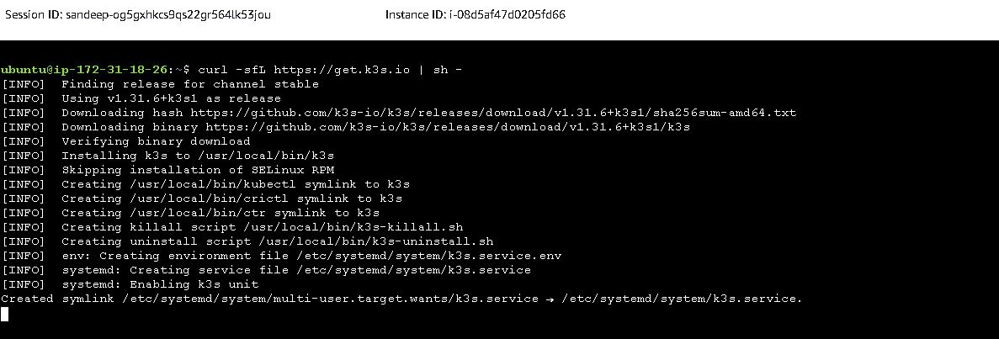 Session ID: sandeep-og5gxhkcs9qs22gr564lk53jou Instance ID: i-08d5af47d0205fd66
ubuntu@ip-172-31-18-26:~$ curl -sfL https://get.k3s.io | sh -
[INFO]  Finding release for channel stable
[INFO]  Using v1.31.6+k3s1 as release
[INFO]  Downloading hash https://github.com/k3s-io/k3s/releases/download/v1.31.6+k3s1/sha256sum-amd64.txt
[INFO]  Downloading binary https://github.com/k3s-io/k3s/releases/download/v1.31.6+k3s1/k3s
[INFO]  Verifying binary download
[INFO]  Installing k3s to /usr/local/bin/k3s
[INFO]  Skipping installation of SELinux RPM
[INFO]  Creating /usr/local/bin/kubectl symlink to k3s
[INFO]  Creating /usr/local/bin/crictl symlink to k3s
[INFO]  Creating /usr/local/bin/ctr symlink to k3s
[INFO]  Creating killall script /usr/local/bin/k3s-killall.sh
[INFO]  Creating uninstall script /usr/local/bin/k3s-uninstall.sh
[INFO]  env: Creating environment file /etc/systemd/system/k3s.service.env
[INFO]  systemd: Creating service file /etc/systemd/system/k3s.service
[INFO]  systemd: Enabling k3s unit
Created symlink /etc/systemd/system/multi-user.target.wants/k3s.service → /etc/systemd/system/k3s.service.